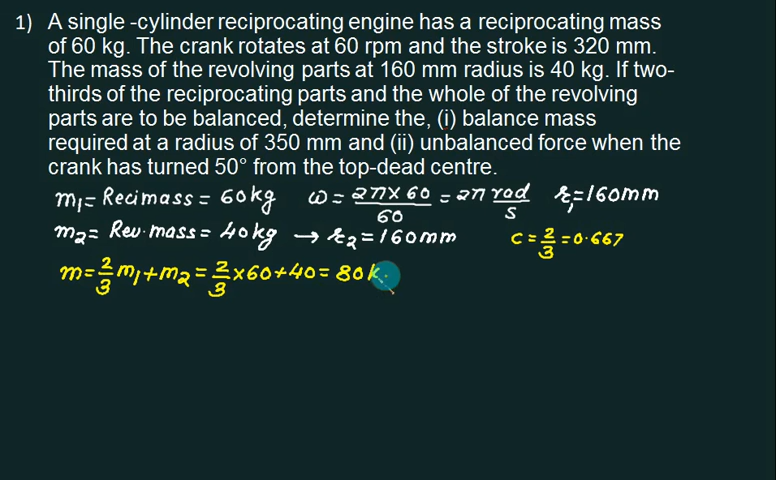 1) A single -cylinder reciprocating engine has a reciprocating mass
of 60 kg. The crank rotates at 60 rpm and the stroke is 320 mm.
The mass of the revolving parts at 160 mm radius is 40 kg. If two-
thirds of the reciprocating parts and the whole of the revolving
parts are to be balanced, determine the, (i) balance mass
required at a radius of 350 mm and (ii) unbalanced force when the
crank has turned 50° from the top-dead centre.
m₁= Reci mass = 60kg ω = 2π×60/60 = 2π rad/s r₁=160mm
m₂= Rev. mass = 40kg → r₂=160mm c = 2/3 = 0.667
m = 2/3 m₁+m₂ = 2/3 ×60+40 = 80k